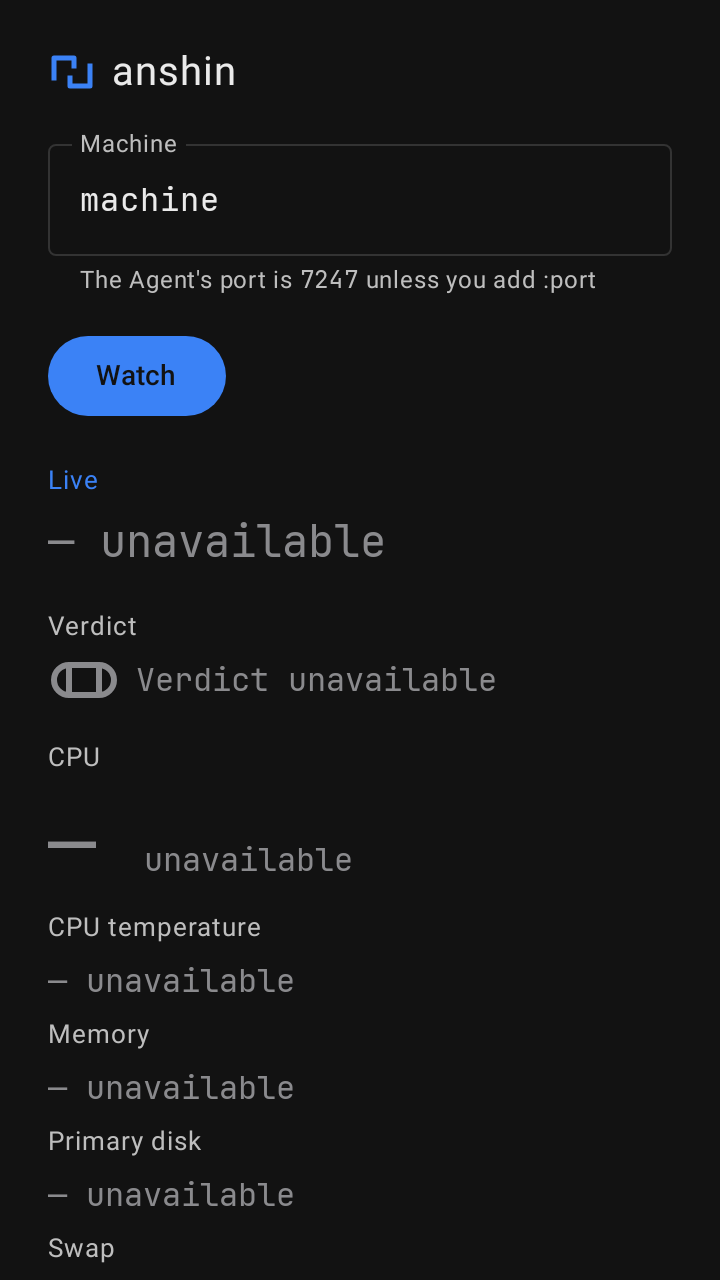 anshin
Machine
machine
The Agent's port is 7247 unless you add :port
Watch
Live
— unavailable
Verdict
Verdict unavailable
CPU
— unavailable
CPU temperature
— unavailable
Memory
— unavailable
Primary disk
— unavailable
Swap